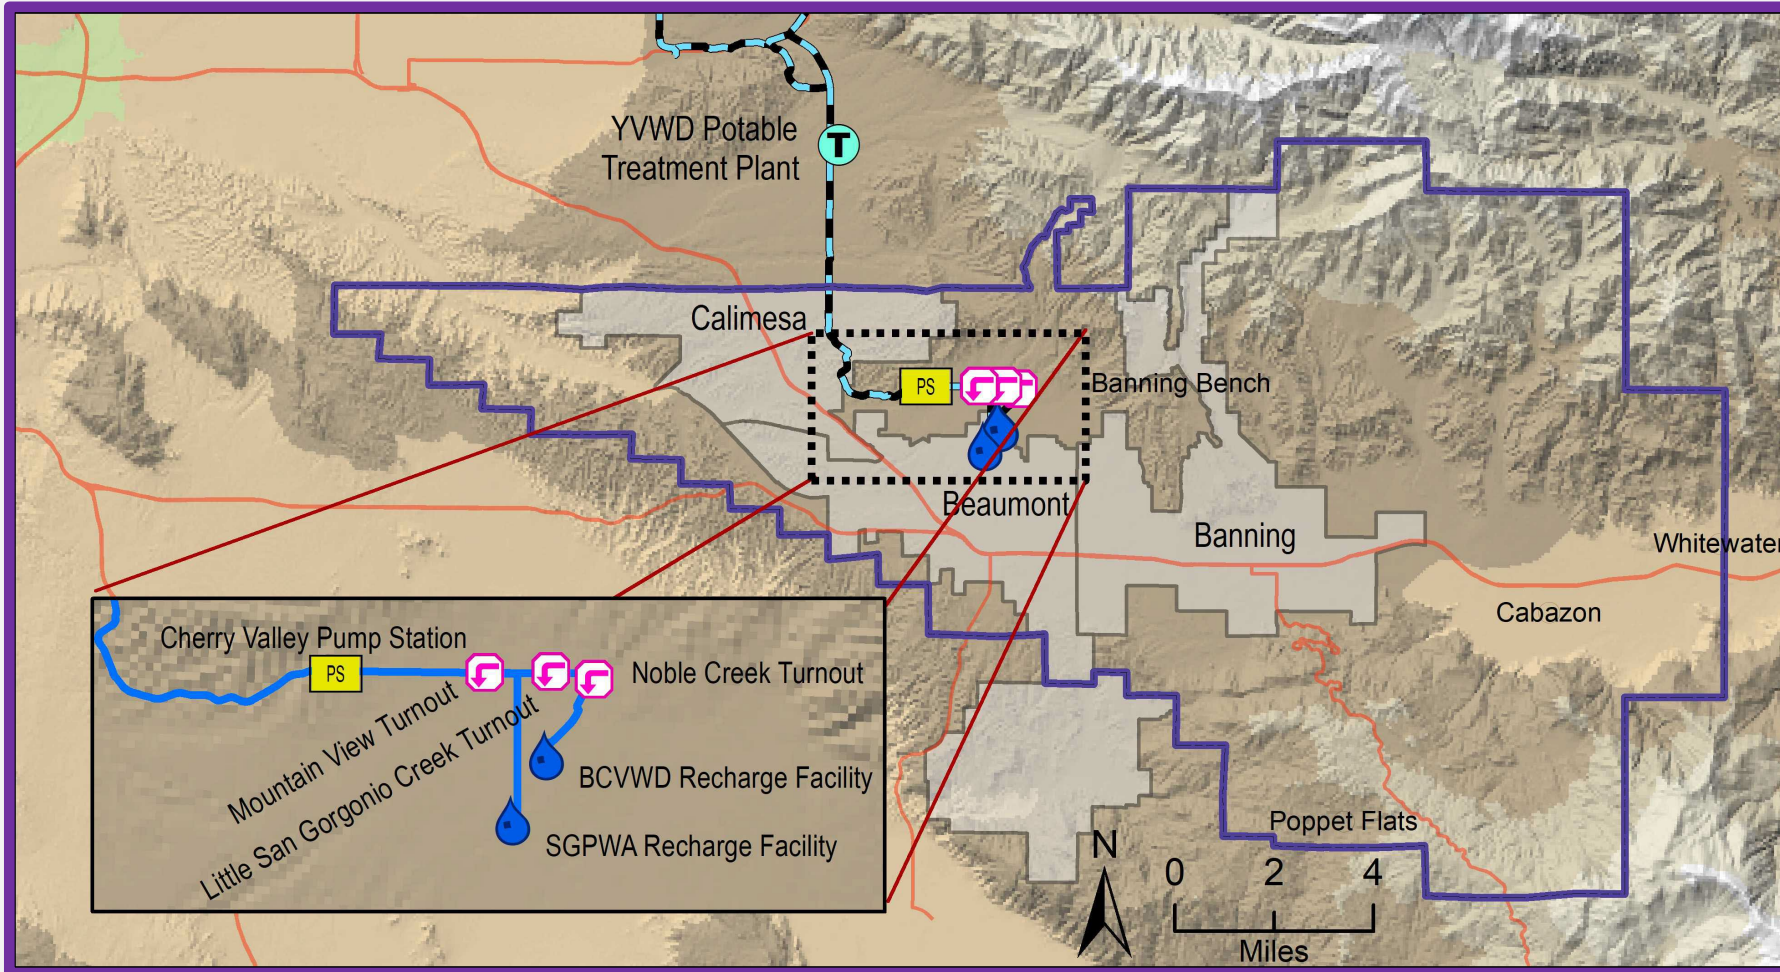 YVWD Potable
Treatment Plant
T
Calimesa
PS
Banning Bench
Beaumont
Banning
Whitewater
Cabazon
Cherry Valley Pump Station
PS
Noble Creek Turnout
Mountain View Turnout
Little San Gorgonio Creek Turnout
BCVWD Recharge Facility
SGPWA Recharge Facility
Poppet Flats
N
0 2 4
Miles